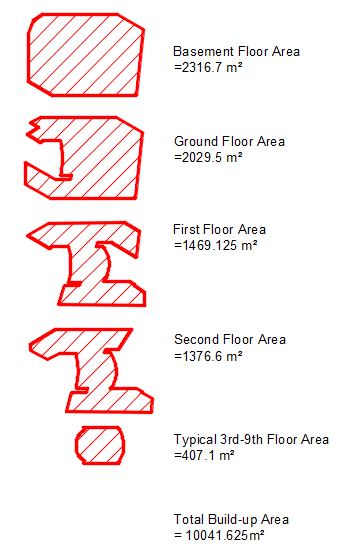 Basement Floor Area
=2316.7 m²
Ground Floor Area
=2029.5 m²
First Floor Area
=1469.125 m²
Second Floor Area
=1376.6 m²
Typical 3rd-9th Floor Area
=407.1 m²
Total Build-up Area
= 10041.625m²